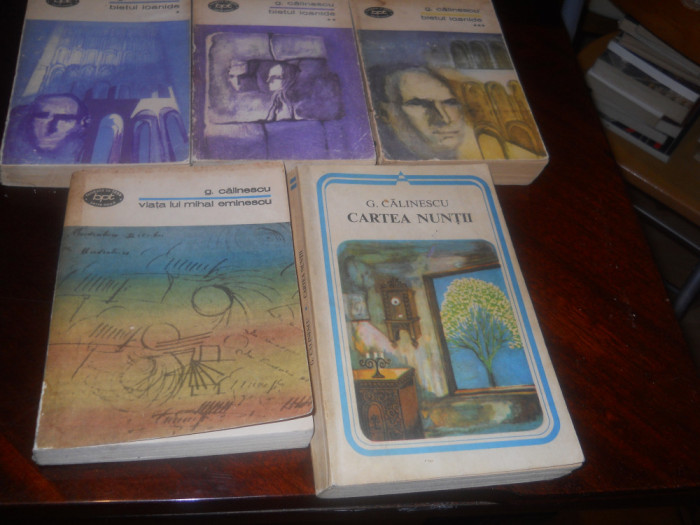 bpt
bietul ioanide
*
bpt
g. călinescu
bietul ioanide
**
bpt
g. călinescu
bietul ioanide
***
bpt
g. călinescu
viata lui mihai eminescu
G. CĂLINESCU
CARTEA NUNȚII